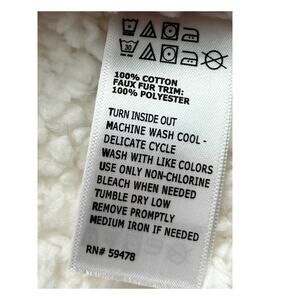 30
100% COTTON
FAUX FUR TRIM:
100% POLYESTER
TURN INSIDE OUT
MACHINE WASH COOL -
DELICATE CYCLE
WASH WITH LIKE COLORS
USE ONLY NON-CHLORINE
BLEACH WHEN NEEDED
TUMBLE DRY LOW
REMOVE PROMPTLY
MEDIUM IRON IF NEEDED
RN# 59478